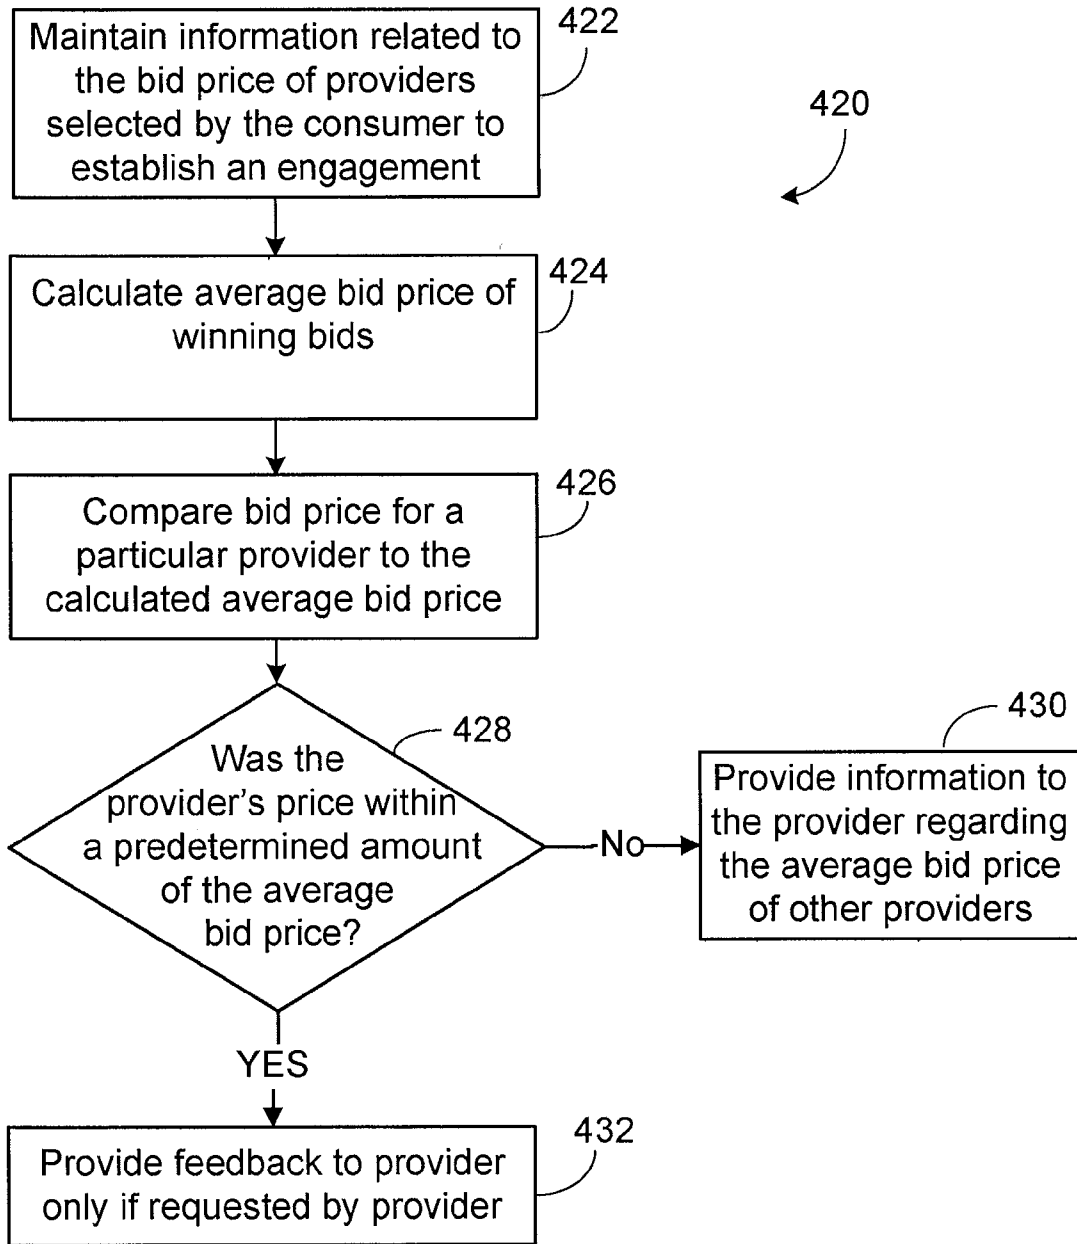 Maintain information related to
the bid price of providers
selected by the consumer to
establish an engagement
422
420
Calculate average bid price of
winning bids
424
Compare bid price for a
particular provider to the
calculated average bid price
426
Was the
provider's price within
a predetermined amount
of the average
bid price?
428
No
430
Provide information to
the provider regarding
the average bid price
of other providers
YES
432
Provide feedback to provider
only if requested by provider